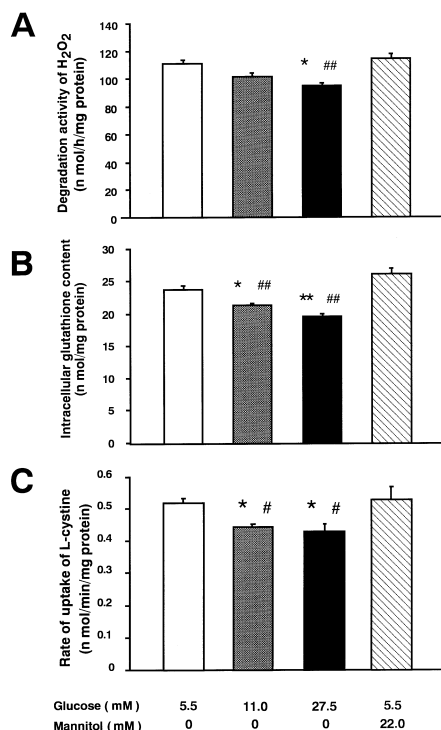 A
Degradation activity of H₂O₂
(n mol/h/mg protein)
140
120
100
80
60
40
20
0
* ##
B
Intracellular glutathione content
(n mol/mg protein)
30
25
20
15
10
5
0
* ## ** ##
C
Rate of uptake of L-cystine
(n mol/min/mg protein)
0.6
0.5
0.4
0.3
0.2
0.1
0
* # * #
Glucose ( mM ) 5.5 11.0 27.5 5.5
Mannitol ( mM ) 0 0 0 22.0